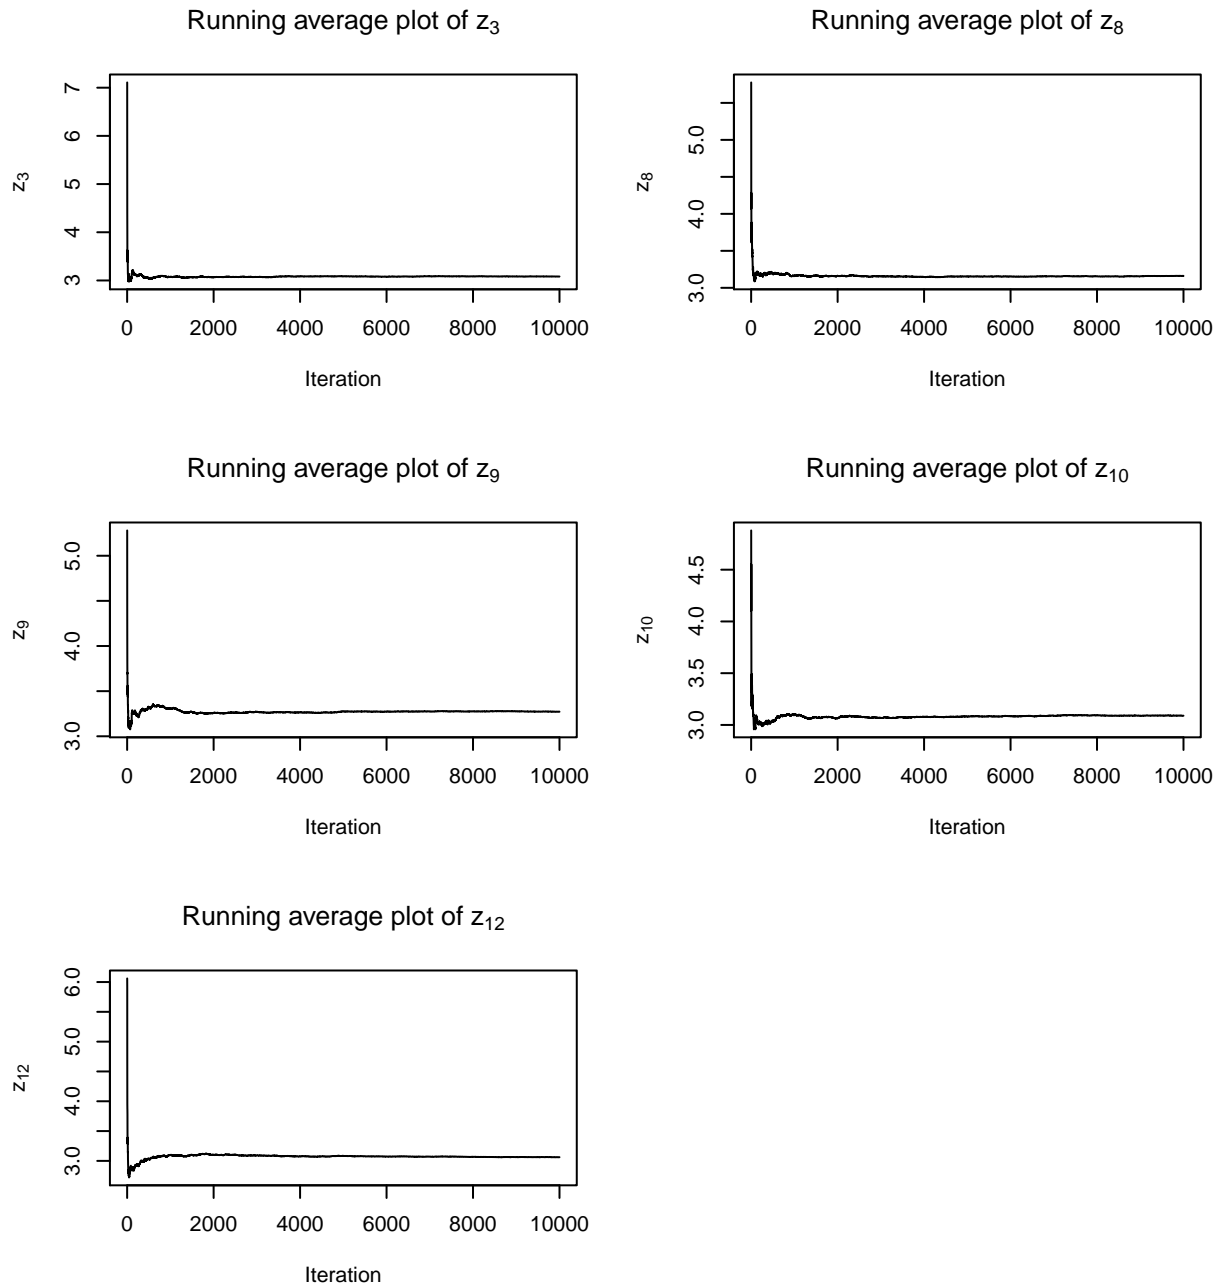 Running average plot of z₃
z₃
7
6
5
4
3
0 2000 4000 6000 8000 10000
Iteration
Running average plot of z₈
z₈
5.0
4.0
3.0
0 2000 4000 6000 8000 10000
Iteration
Running average plot of z₉
z₉
5.0
4.0
3.0
0 2000 4000 6000 8000 10000
Iteration
Running average plot of z₁₀
z₁₀
4.5
4.0
3.5
3.0
0 2000 4000 6000 8000 10000
Iteration
Running average plot of z₁₂
z₁₂
6.0
5.0
4.0
3.0
0 2000 4000 6000 8000 10000
Iteration